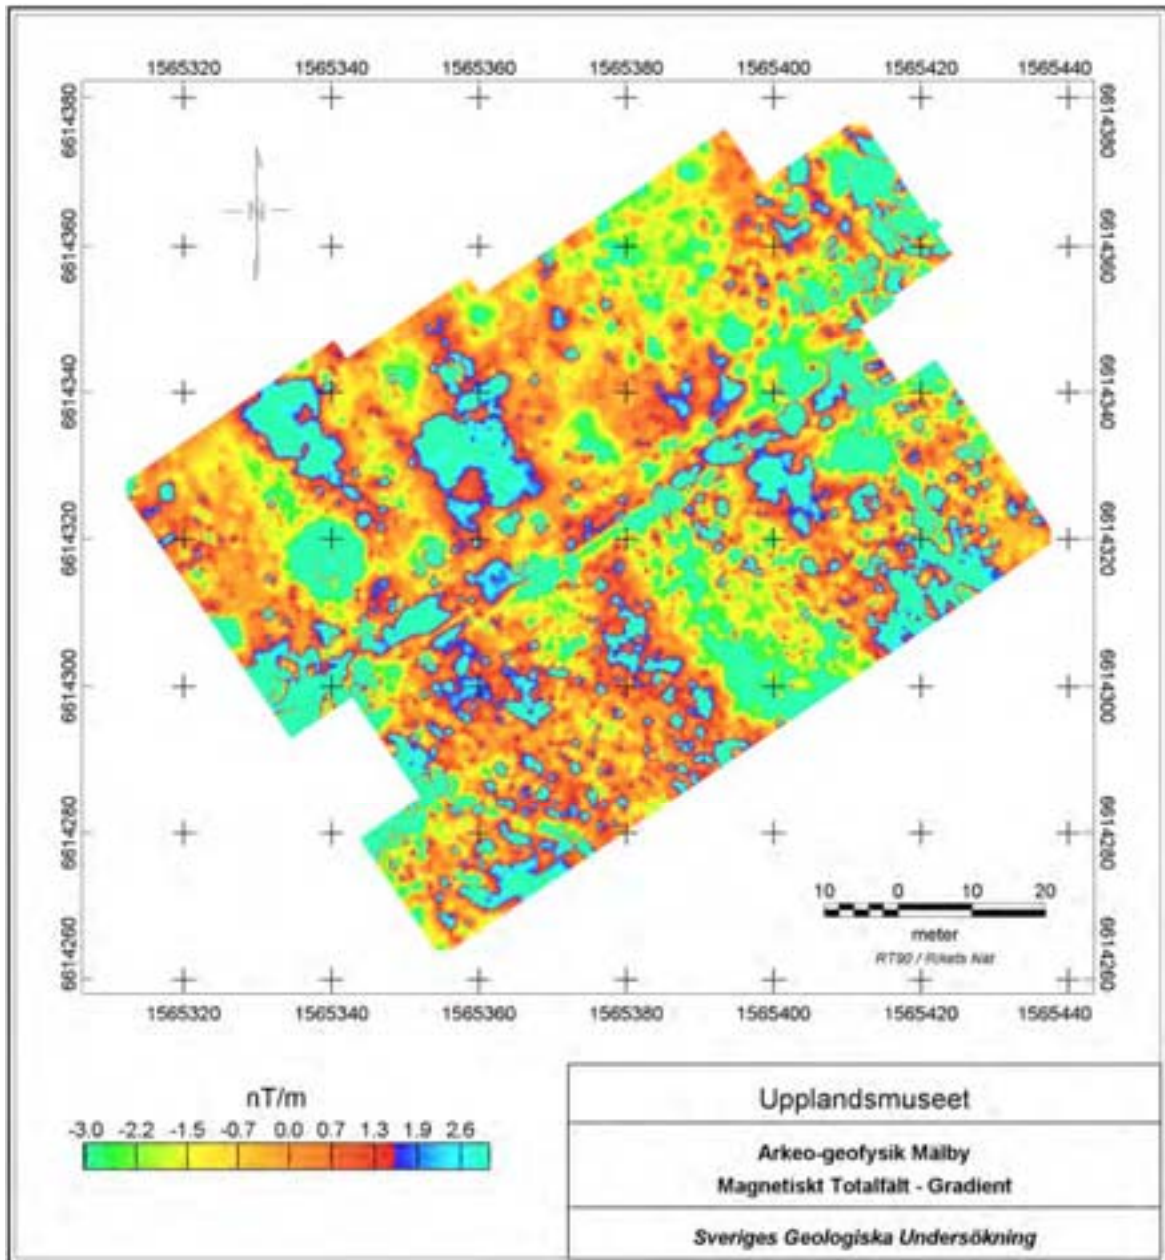 1565320 1565340 1565360 1565380 1565400 1565420 1565440
6614380 6614380
6614360 6614360
6614340 6614340
6614320 6614320
6614300 6614300
6614280 6614280
6614260 6614260
10 0 10 20
meter
RT90 / Rikets Nät
1565320 1565340 1565360 1565380 1565400 1565420 1565440
nT/m
-3.0 -2.2 -1.5 -0.7 0.0 0.7 1.3 1.9 2.6
Upplandsmuseet
Arkeo-geofysik Mälby
Magnetiskt Totalfält - Gradient
Sveriges Geologiska Undersökning